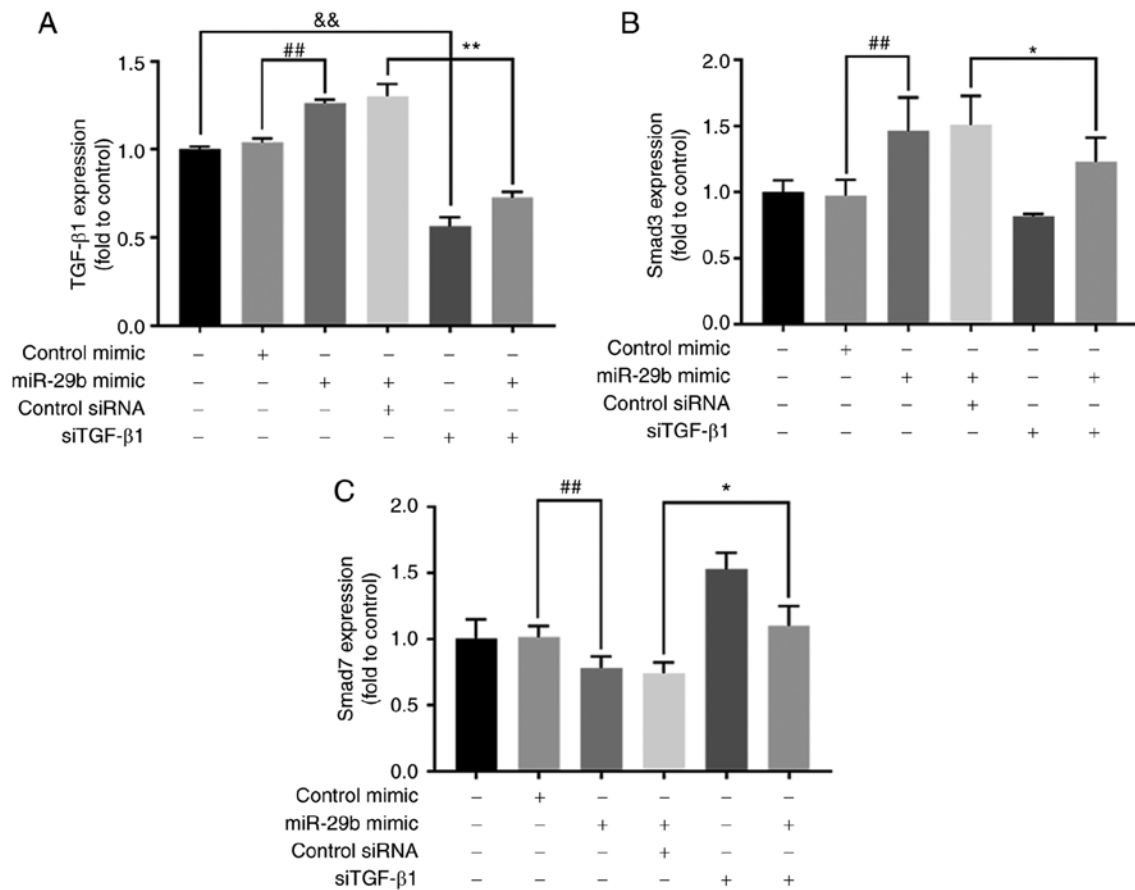 A
&&
##
**
TGF-β1 expression
(fold to control)
1.5
1.0
0.5
0.0
Control mimic – + – – – –
miR-29b mimic – – + + – +
Control siRNA – – – + – –
siTGF-β1 – – – – + +
B
##
*
Smad3 expression
(fold to control)
2.0
1.5
1.0
0.5
0.0
Control mimic – + – – – –
miR-29b mimic – – + + – +
Control siRNA – – – + – –
siTGF-β1 – – – – + +
C
##
*
Smad7 expression
(fold to control)
2.0
1.5
1.0
0.5
0.0
Control mimic – + – – – –
miR-29b mimic – – + + – +
Control siRNA – – – + – –
siTGF-β1 – – – – + +